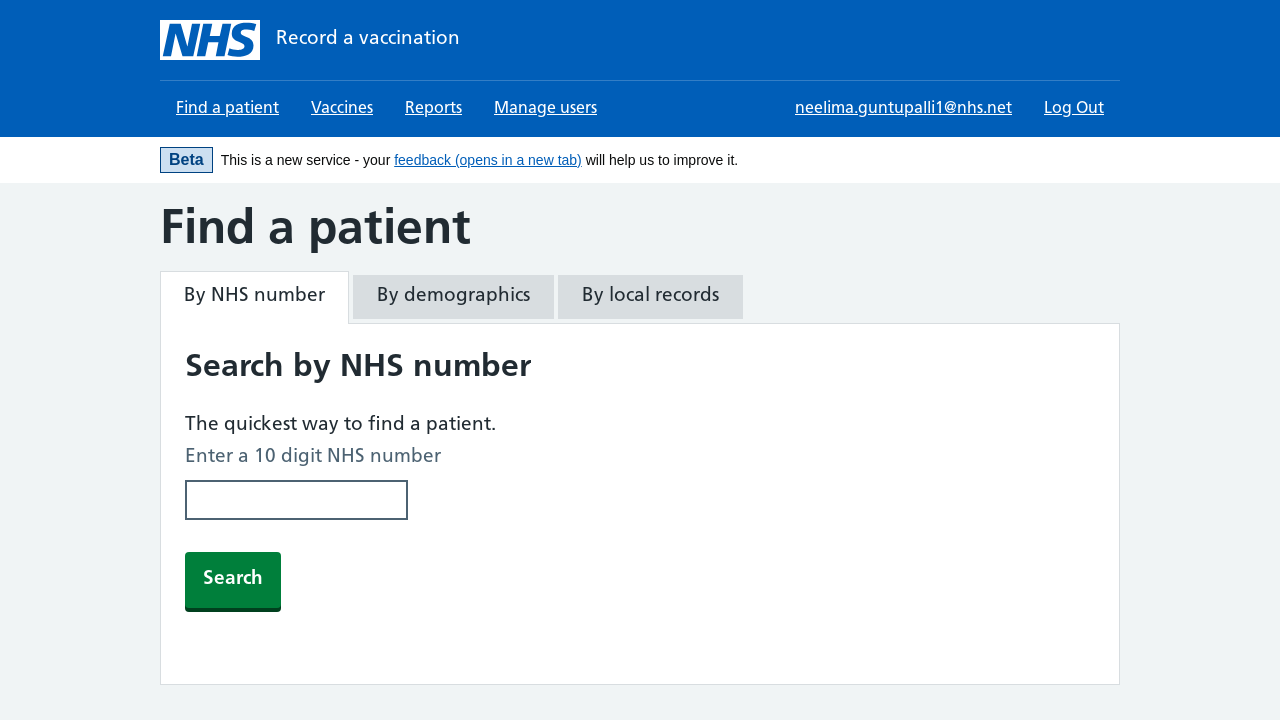 NHS Record a vaccination
Find a patient Vaccines Reports Manage users neelima.guntupalli1@nhs.net Log Out
Beta This is a new service - your feedback (opens in a new tab) will help us to improve it.
Find a patient
By NHS number By demographics By local records
Search by NHS number
The quickest way to find a patient.
Enter a 10 digit NHS number
Search